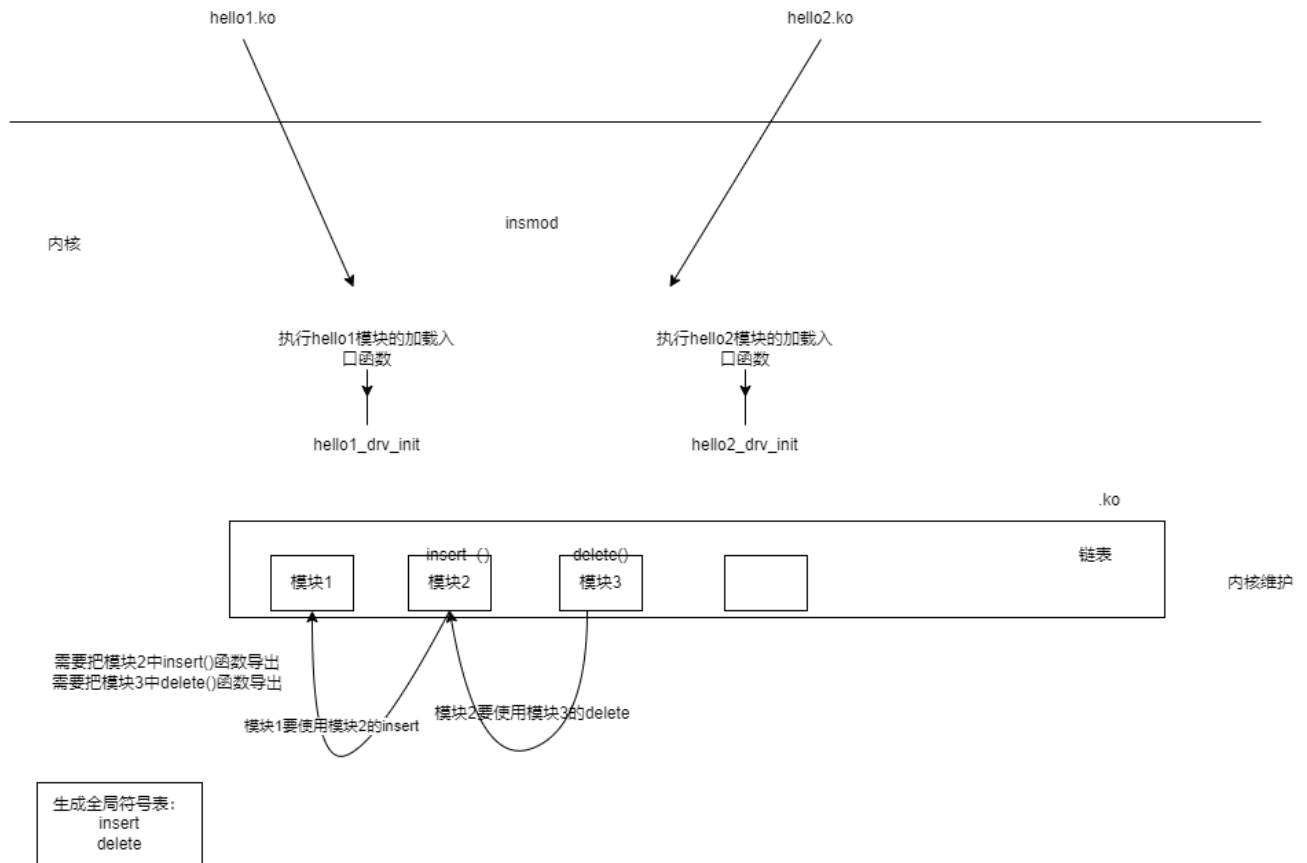 hello1.ko
hello2.ko
insmod
内核
执行hello1模块的加载入
口函数
执行hello2模块的加载入
口函数
hello1_drv_init
hello2_drv_init
.ko
insert（）
delete()
链表
模块1
模块2
模块3
内核维护
需要把模块2中insert()函数导出
需要把模块3中delete()函数导出
模块1要使用模块2的insert
模块2要使用模块3的delete
生成全局符号表：
insert
delete